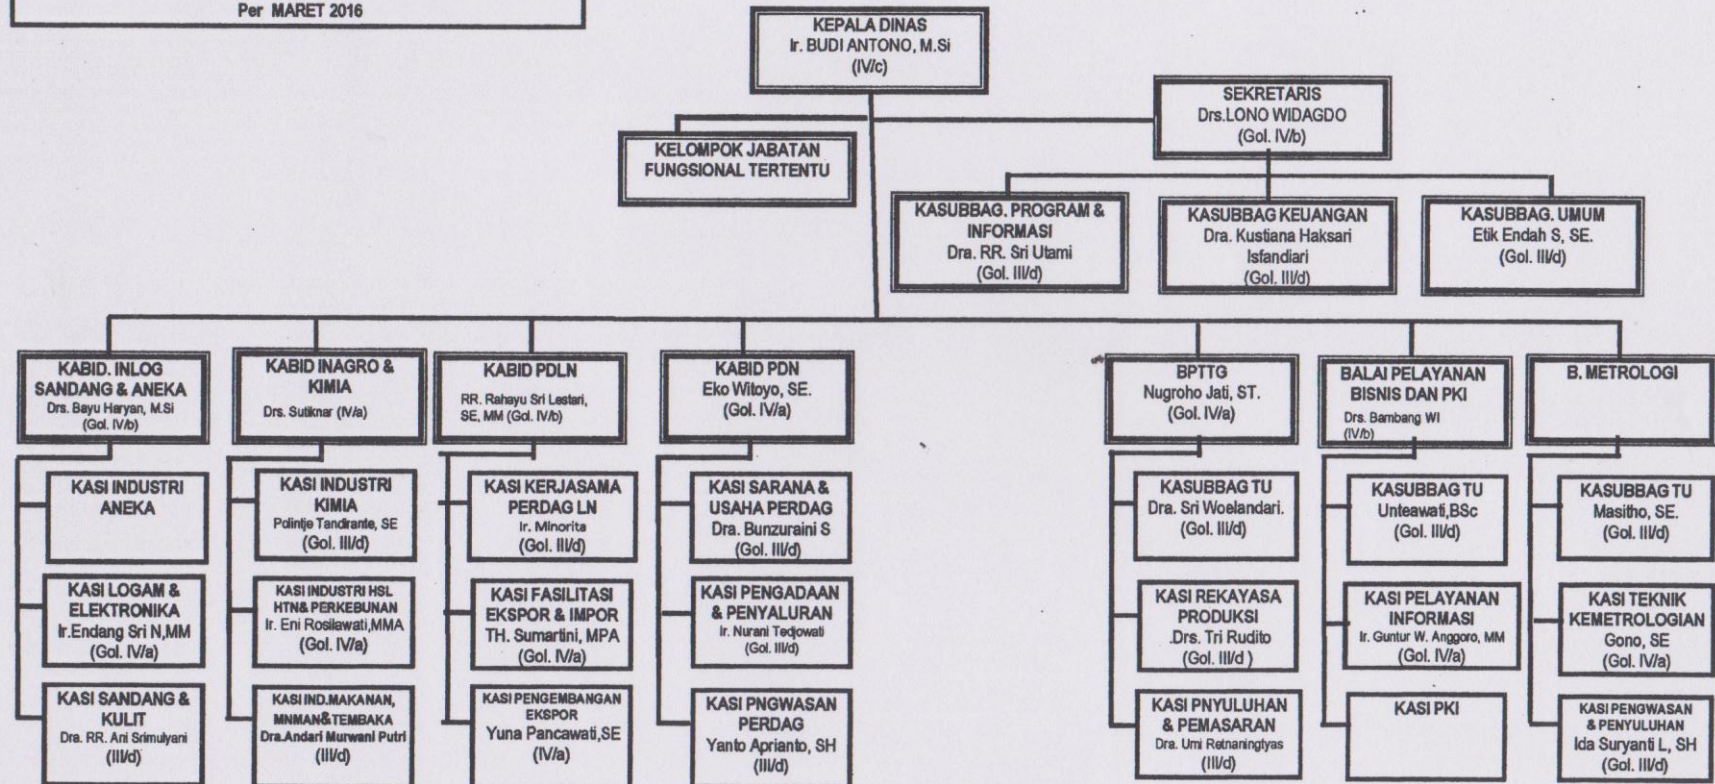 Per MARET 2016
KEPALA DINAS
Ir. BUDI ANTONO, M.Si
(IV/c)
SEKRETARIS
Drs.LONO WIDAGDO
(Gol. IV/b)
KELOMPOK JABATAN
FUNGSIONAL TERTENTU
KASUBBAG. PROGRAM &
INFORMASI
Dra. RR. Sri Utami
(Gol. III/d)
KASUBBAG KEUANGAN
Dra. Kustiana Haksari
Isfandiari
(Gol. III/d)
KASUBBAG. UMUM
Etik Endah S, SE.
(Gol. III/d)
KABID. INLOG
SANDANG & ANEKA
Drs. Bayu Haryan, M.Si
(Gol. IV/b)
KABID INAGRO &
KIMIA
Drs. Sutiknar (IV/a)
KABID PDLN
RR. Rahayu Sri Lestari,
SE, MM (Gol. IV/b)
KABID PDN
Eko Witoyo, SE.
(Gol. IV/a)
BPTTG
Nugroho Jati, ST.
(Gol. IV/a)
BALAI PELAYANAN
BISNIS DAN PKI
Drs. Bambang WI
(IV/b)
B. METROLOGI
KASI INDUSTRI
ANEKA
KASI INDUSTRI
KIMIA
Polintje Tandirante, SE
(Gol. III/d)
KASI KERJASAMA
PERDAG LN
Ir. Minorita
(Gol. III/d)
KASI SARANA &
USAHA PERDAG
Dra. Bunzuraini S
(Gol. III/d)
KASUBBAG TU
Dra. Sri Woelandari.
(Gol. III/d)
KASUBBAG TU
Unteawati,BSc
(Gol. III/d)
KASUBBAG TU
Masitho, SE.
(Gol. III/d)
KASI LOGAM &
ELEKTRONIKA
Ir.Endang Sri N,MM
(Gol. IV/a)
KASI INDUSTRI HSL
HTN& PERKEBUNAN
Ir. Eni Rosilawati,MMA
(Gol. IV/a)
KASI FASILITASI
EKSPOR & IMPOR
TH. Sumartini, MPA
(Gol. IV/a)
KASI PENGADAAN
& PENYALURAN
Ir. Nurani Tedjowati
(Gol. III/d)
KASI REKAYASA
PRODUKSI
.Drs. Tri Rudito
(Gol. III/d )
KASI PELAYANAN
INFORMASI
Ir. Guntur W. Anggoro, MM
(Gol. IV/a)
KASI TEKNIK
KEMETROLOGIAN
Gono, SE
(Gol. IV/a)
KASI SANDANG &
KULIT
Dra. RR. Ani Srimulyani
(III/d)
KASI IND.MAKANAN,
MNMAN&TEMBAKA
Dra.Andari Murwani Putri
(III/d)
KASI PENGEMBANGAN
EKSPOR
Yuna Pancawati,SE
(IV/a)
KASI PNGWASAN
PERDAG
Yanto Aprianto, SH
(III/d)
KASI PNYULUHAN
& PEMASARAN
Dra. Umi Retnaningtyas
(III/d)
KASI PKI
KASI PENGWASAN
& PENYULUHAN
Ida Suryanti L, SH
(Gol. III/d)